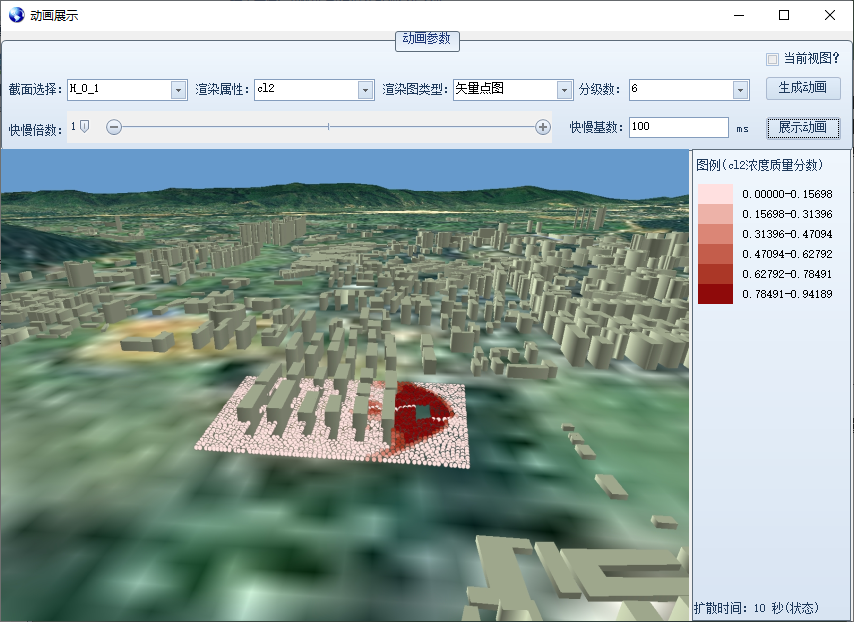 动画展示
动画参数
当前视图?
截面选择: H_0_1 渲染属性: cl2 渲染图类型: 矢量点图 分级数: 6 生成动画
快慢倍数: 1 快慢基数: 100 ms 展示动画
图例(cl2浓度质量分数)
0.00000-0.15698
0.15698-0.31396
0.31396-0.47094
0.47094-0.62792
0.62792-0.78491
0.78491-0.94189
扩散时间: 10 秒(状态)